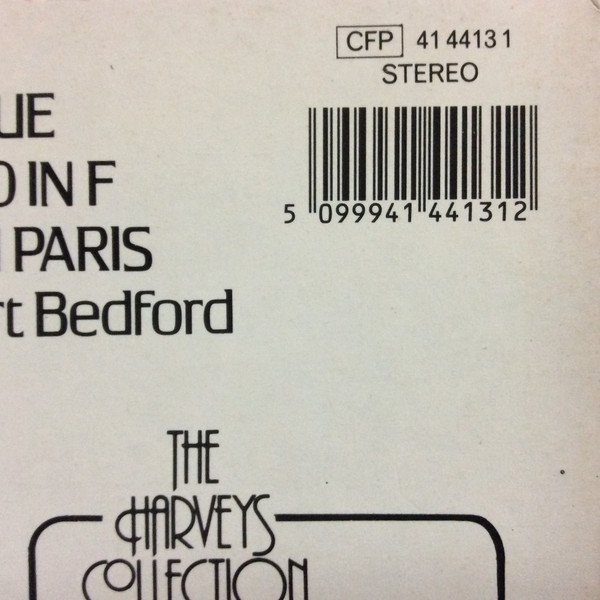 CFP 41 4413 1
STEREO
5 099941 441312
UE
O IN F
PARIS
rt Bedford
THE
HARVEYS
COLLECTION